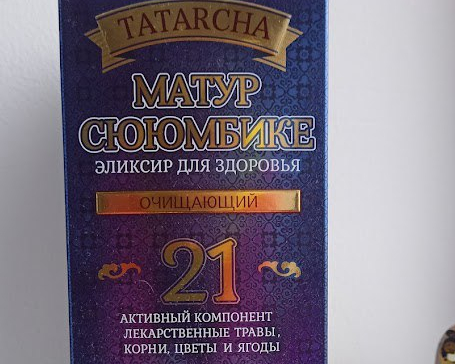 TATARCHA
МАТУР
СЮЮМБИКЕ
ЭЛИКСИР ДЛЯ ЗДОРОВЬЯ
ОЧИЩАЮЩИЙ
21
АКТИВНЫЙ КОМПОНЕНТ
ЛЕКАРСТВЕННЫЕ ТРАВЫ,
КОРНИ, ЦВЕТЫ И ЯГОДЫ